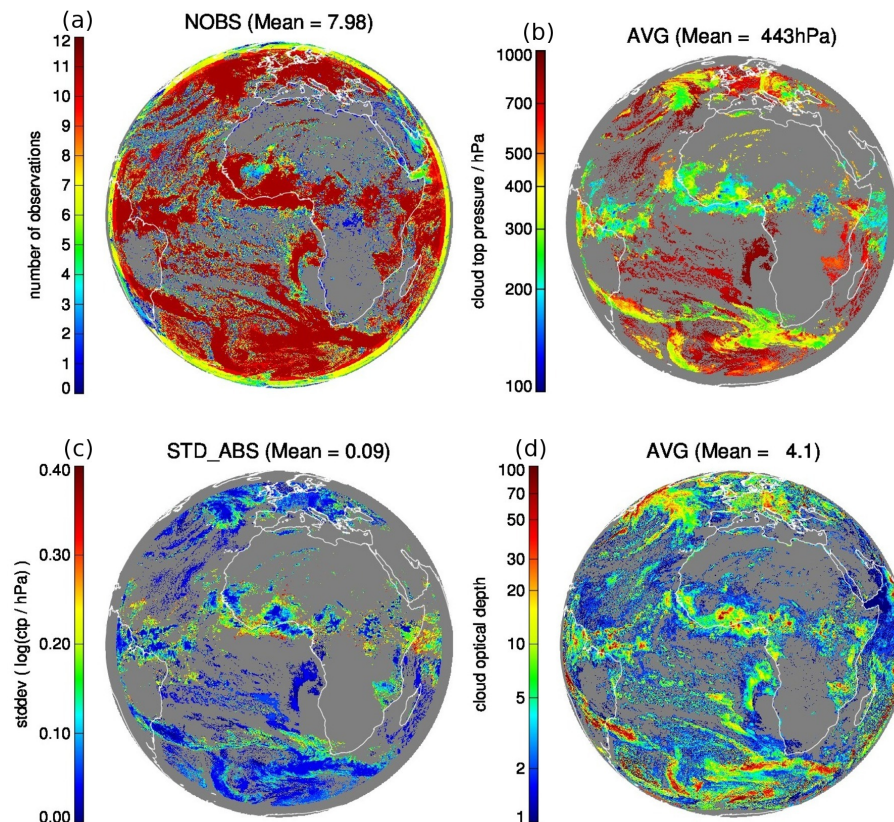 (a)
NOBS (Mean = 7.98)
12
11
10
9
8
7
6
5
4
3
2
1
0
number of observations
(b)
AVG (Mean = 443hPa)
1000
700
500
400
300
200
100
cloud top pressure / hPa
(c)
STD_ABS (Mean = 0.09)
0.40
0.30
0.20
0.10
0.00
stddev ( log(ctp / hPa) )
(d)
AVG (Mean = 4.1)
100
70
50
30
20
10
5
2
1
cloud optical depth